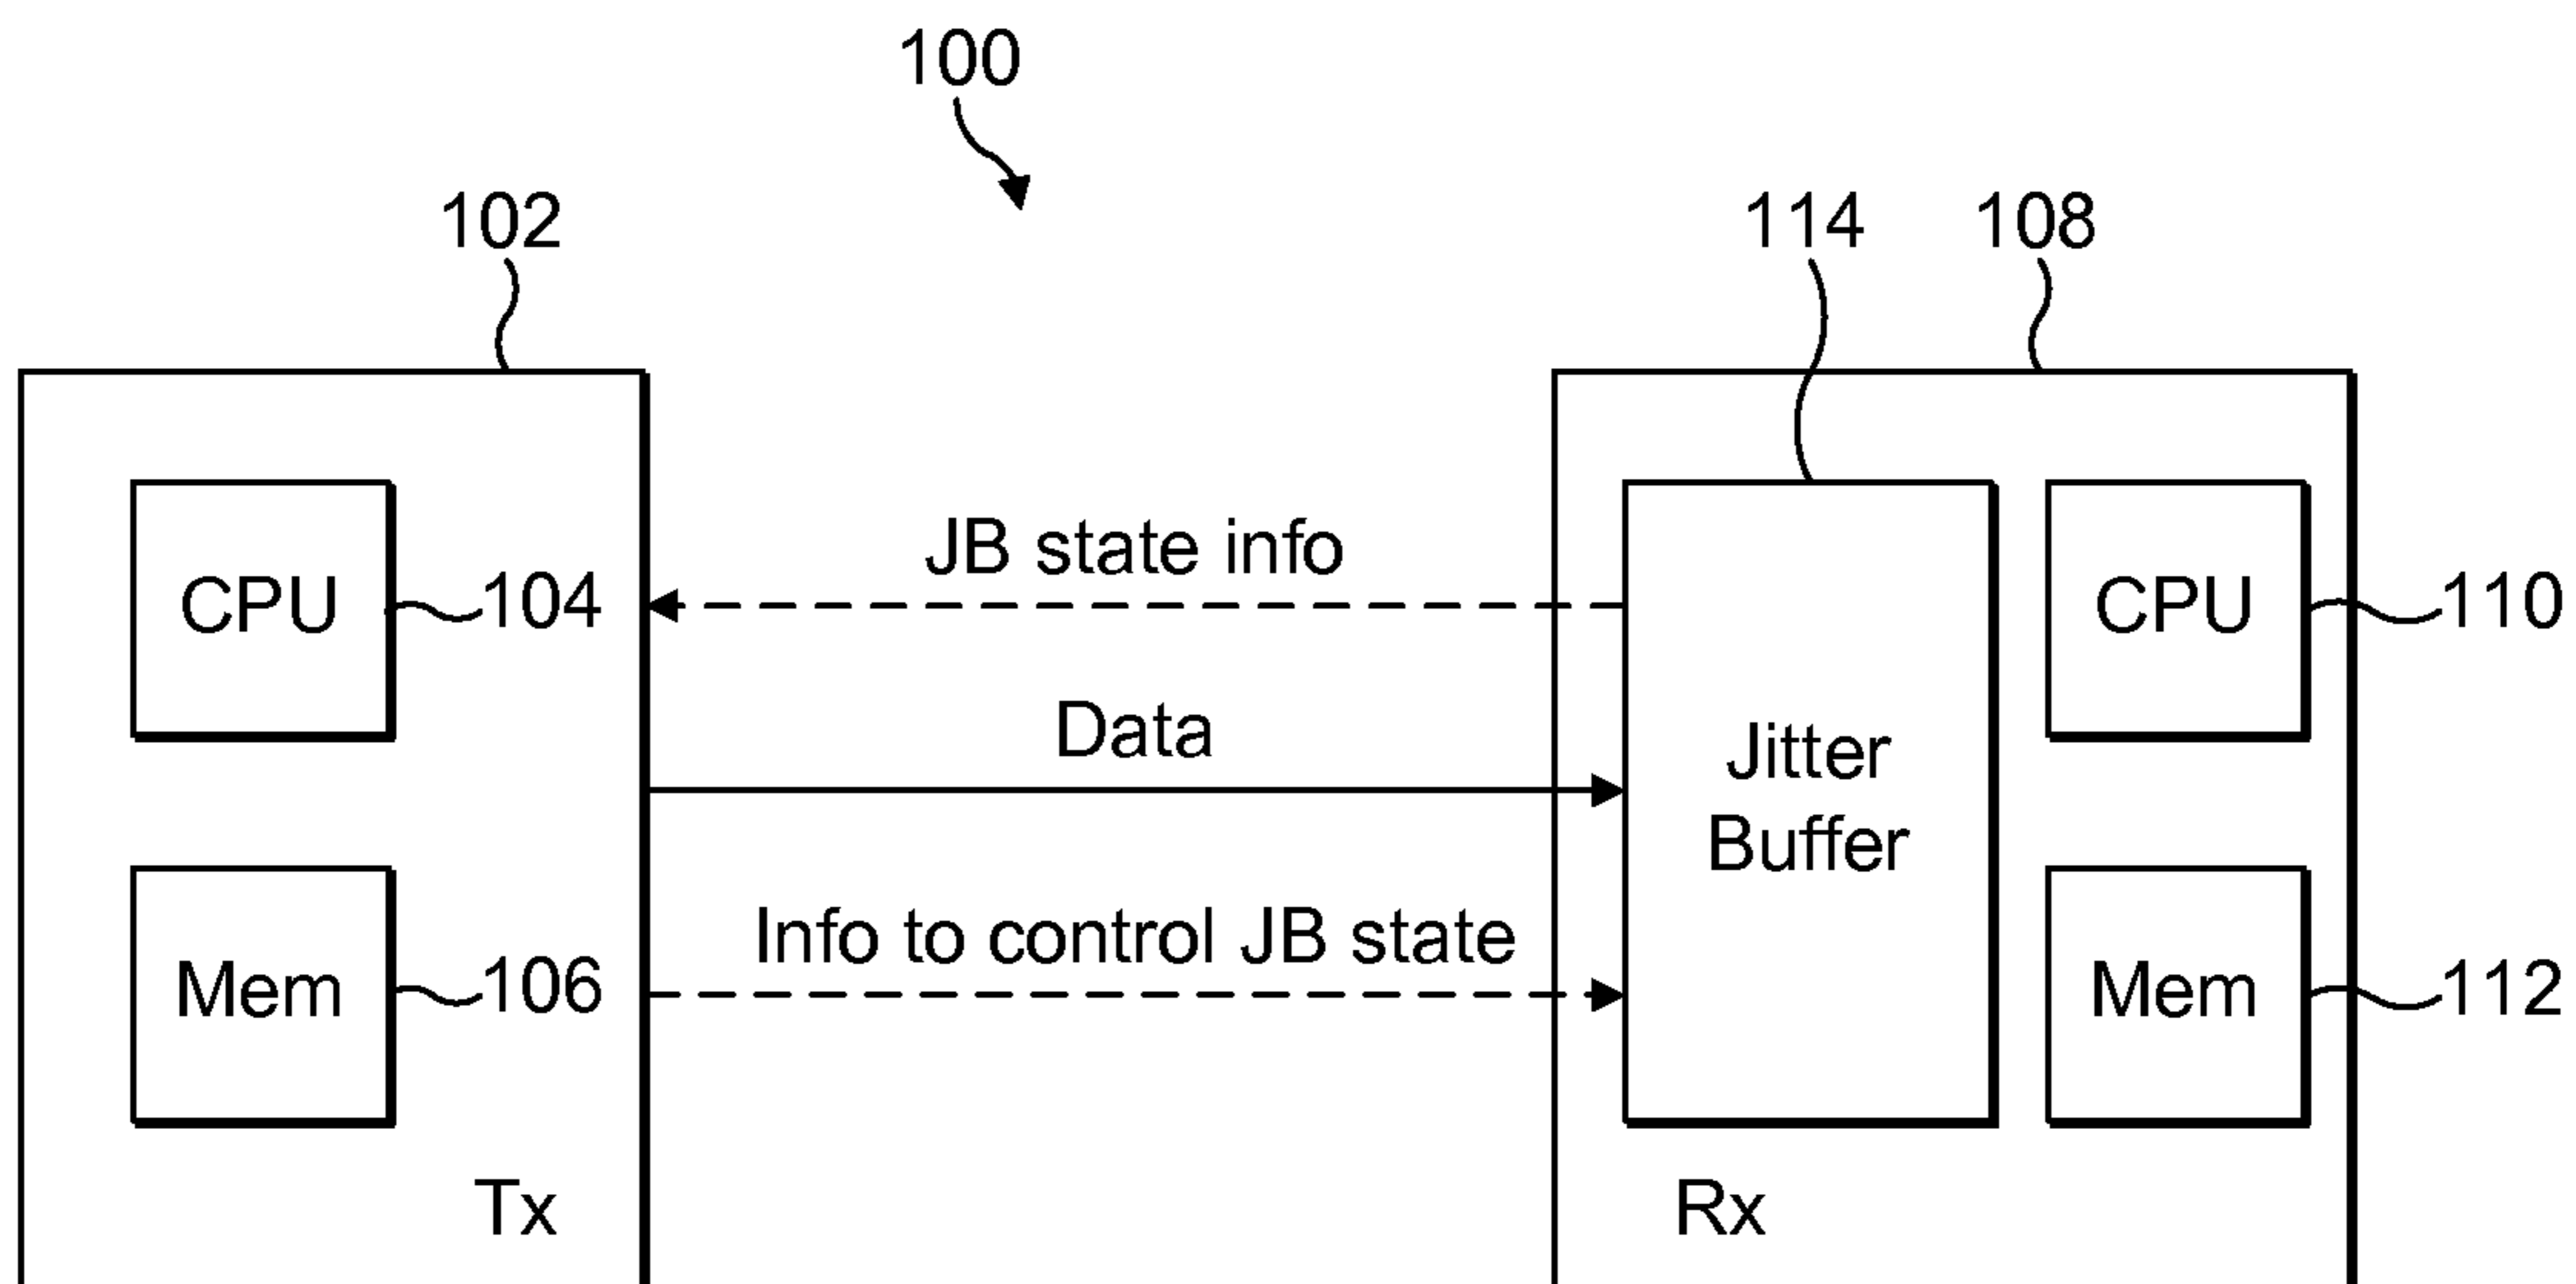 100
102
114
108
JB state info
CPU
104
CPU
110
Data
Jitter
Buffer
Info to control JB state
Mem
106
Mem
112
Tx
Rx